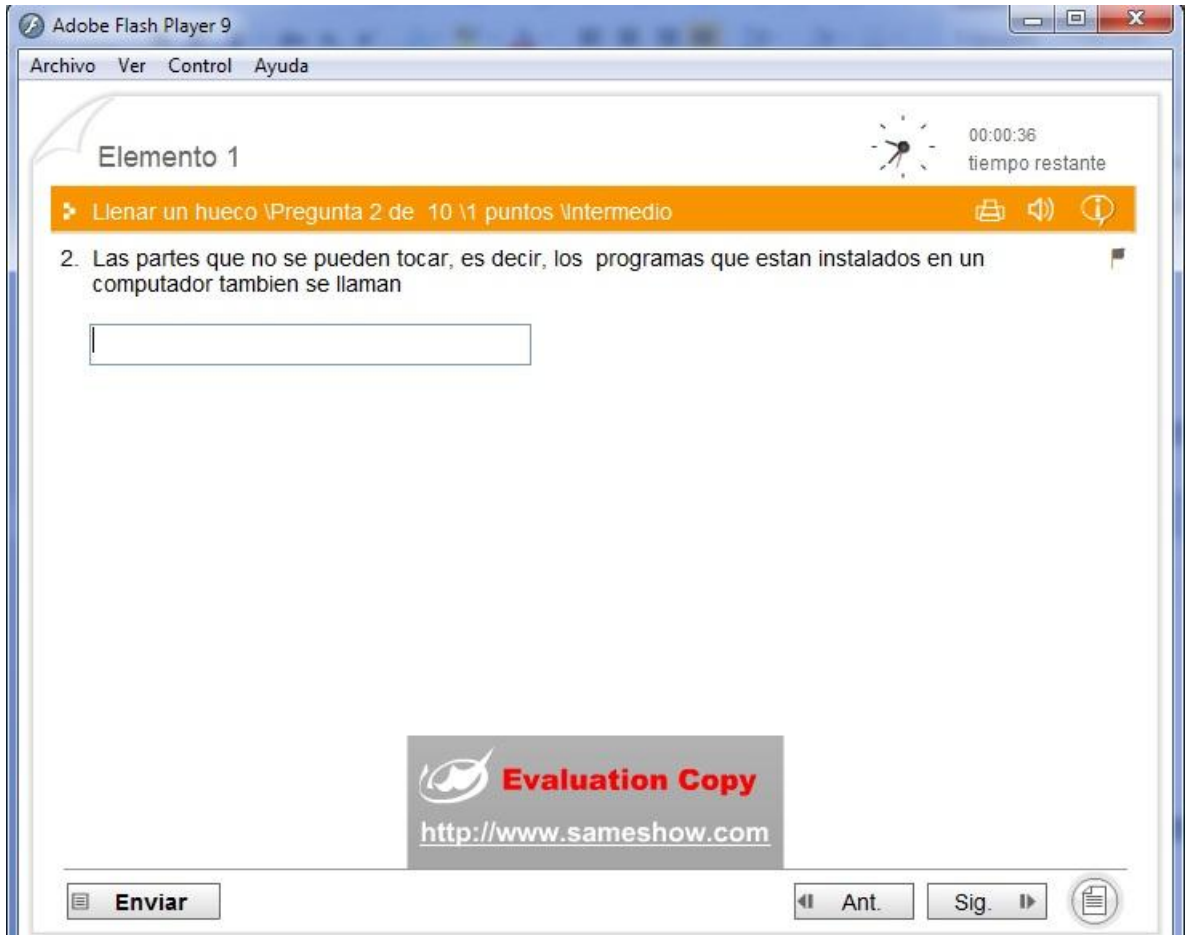 Adobe Flash Player 9
Archivo Ver Control Ayuda
Elemento 1
00:00:36
tiempo restante
Llenar un hueco \Pregunta 2 de 10 \1 puntos \Intermedio
2. Las partes que no se pueden tocar, es decir, los programas que estan instalados en un
computador tambien se llaman
Evaluation Copy
http://www.sameshow.com
Enviar
Ant.
Sig.